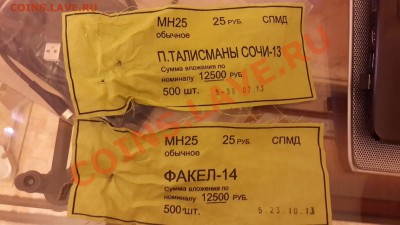 COINS.LAVE.RU
МН25 25 РУБ. СПМД
обычное
П.ТАЛИСМАНЫ СОЧИ-13
Сумма вложения по
номиналу 12500 РУБ.
500 шт.
МН25 25 РУБ. СПМД
обычное
ФАКЕЛ-14
Сумма вложения по
номиналу 12500 РУБ.
500 шт. 5.23.10.13
COINS.LAVE.RU